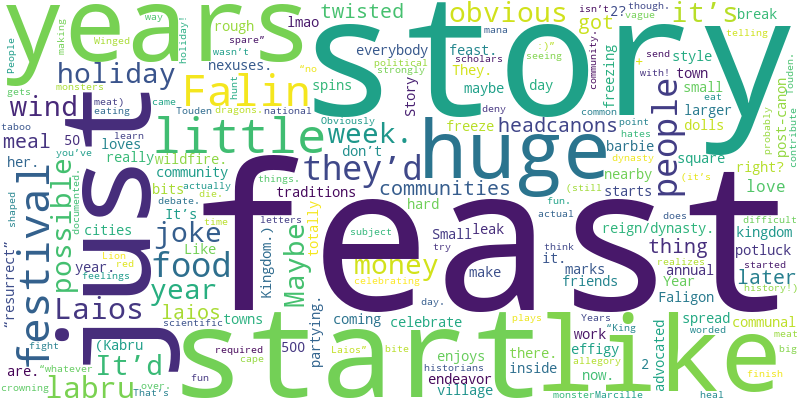 years
story
feast
just
start
like
huge
little
Falin
festival
they'd
it's
obvious
people
week.
holiday
wind
meal
food
joke
year
Maybe
money
Laios
labru
It'd
possible
later
thing
twisted
rough
got
headcanons
communities
laios
(Kabru
lmao
everybody
feast.
nexuses.
spins
day
maybe
story
style
break
town
small
larger
dolls
barbie
square
nearby
right?
starts
love
freeze
freezing
2??
isn't
though.
vague
send
with!
way
making
Winged
holiday!
wasn't
spare"
"no
political
strongly
:)"
seeing
mana
scholars
They.
community.
+
telling
People
gets
monsters
meat)
eating
hunt
came
Touden
dragons.
national
deny
eat
common
point
hates
dynasty
(it's
probably
post-canon
Touden.
contribute
taboo
50
learn
loves
really
wildfire.
don't
Obviously
her.
you've
documented.
community
actually
bits
die.
things.
traditions
debate.
It's
time
letters
hard
Small
leak
(still
fun.
actual
does
difficult
reign/dynasty.
kingdom
potluck
shaped
cities
year.
Like
totally
subject
try
make
think
it.
marks
friends
realizes
annual
Year
started
history!)
Faligon
Lion
red
feelings
Kingdom.)
celebrating
day.
"resurrect"
are.
fight
"whatever
crowning
towns
scientific
required
cape
over.
That's
fun
500
partying.
coming
celebrate
Laios"
bite
enjoys
historians
endeavor
village
plays
there.
inside
Years
"King
work
effigy
allegory
now.
2
monster
Marcille
advocated
spread
worded
communal
meat
big
finish
heal